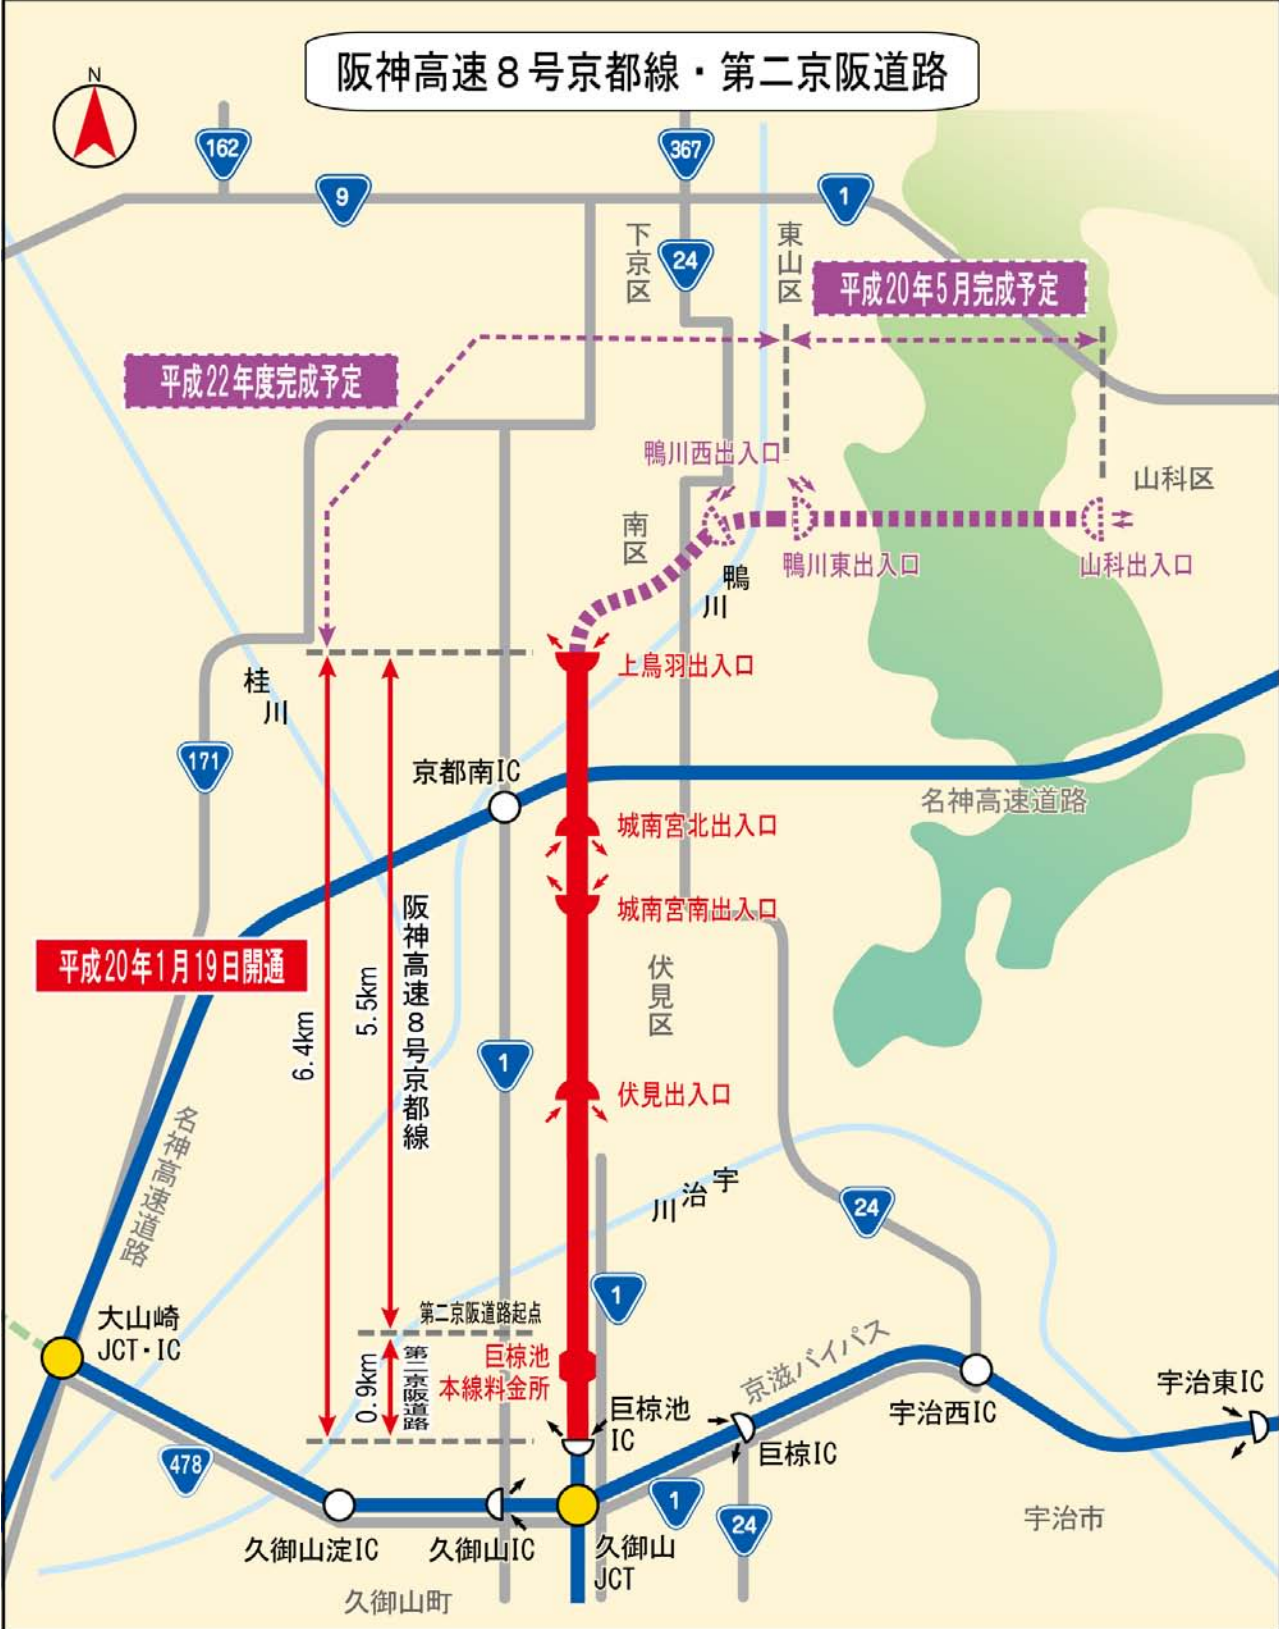 阪神高速8号京都線・第二京阪道路
N
162
367
9
1
下京区
24
東山区
平成20年5月完成予定
平成22年度完成予定
鴨川西出入口
山科区
南区
鴨川東出入口
山科出入口
鴨川
上鳥羽出入口
桂川
171
京都南IC
名神高速道路
城南宮北出入口
城南宮南出入口
阪神高速8号京都線
平成20年1月19日開通
5.5km
6.4km
伏見区
1
伏見出入口
名神高速道路
宇治川
24
1
第二京阪道路起点
大山崎
JCT・IC
0.9km
第二京阪道路
巨椋池
本線料金所
京滋バイパス
巨椋池
IC
宇治西IC
宇治東IC
巨椋IC
478
1
24
宇治市
久御山淀IC
久御山IC
久御山
JCT
久御山町